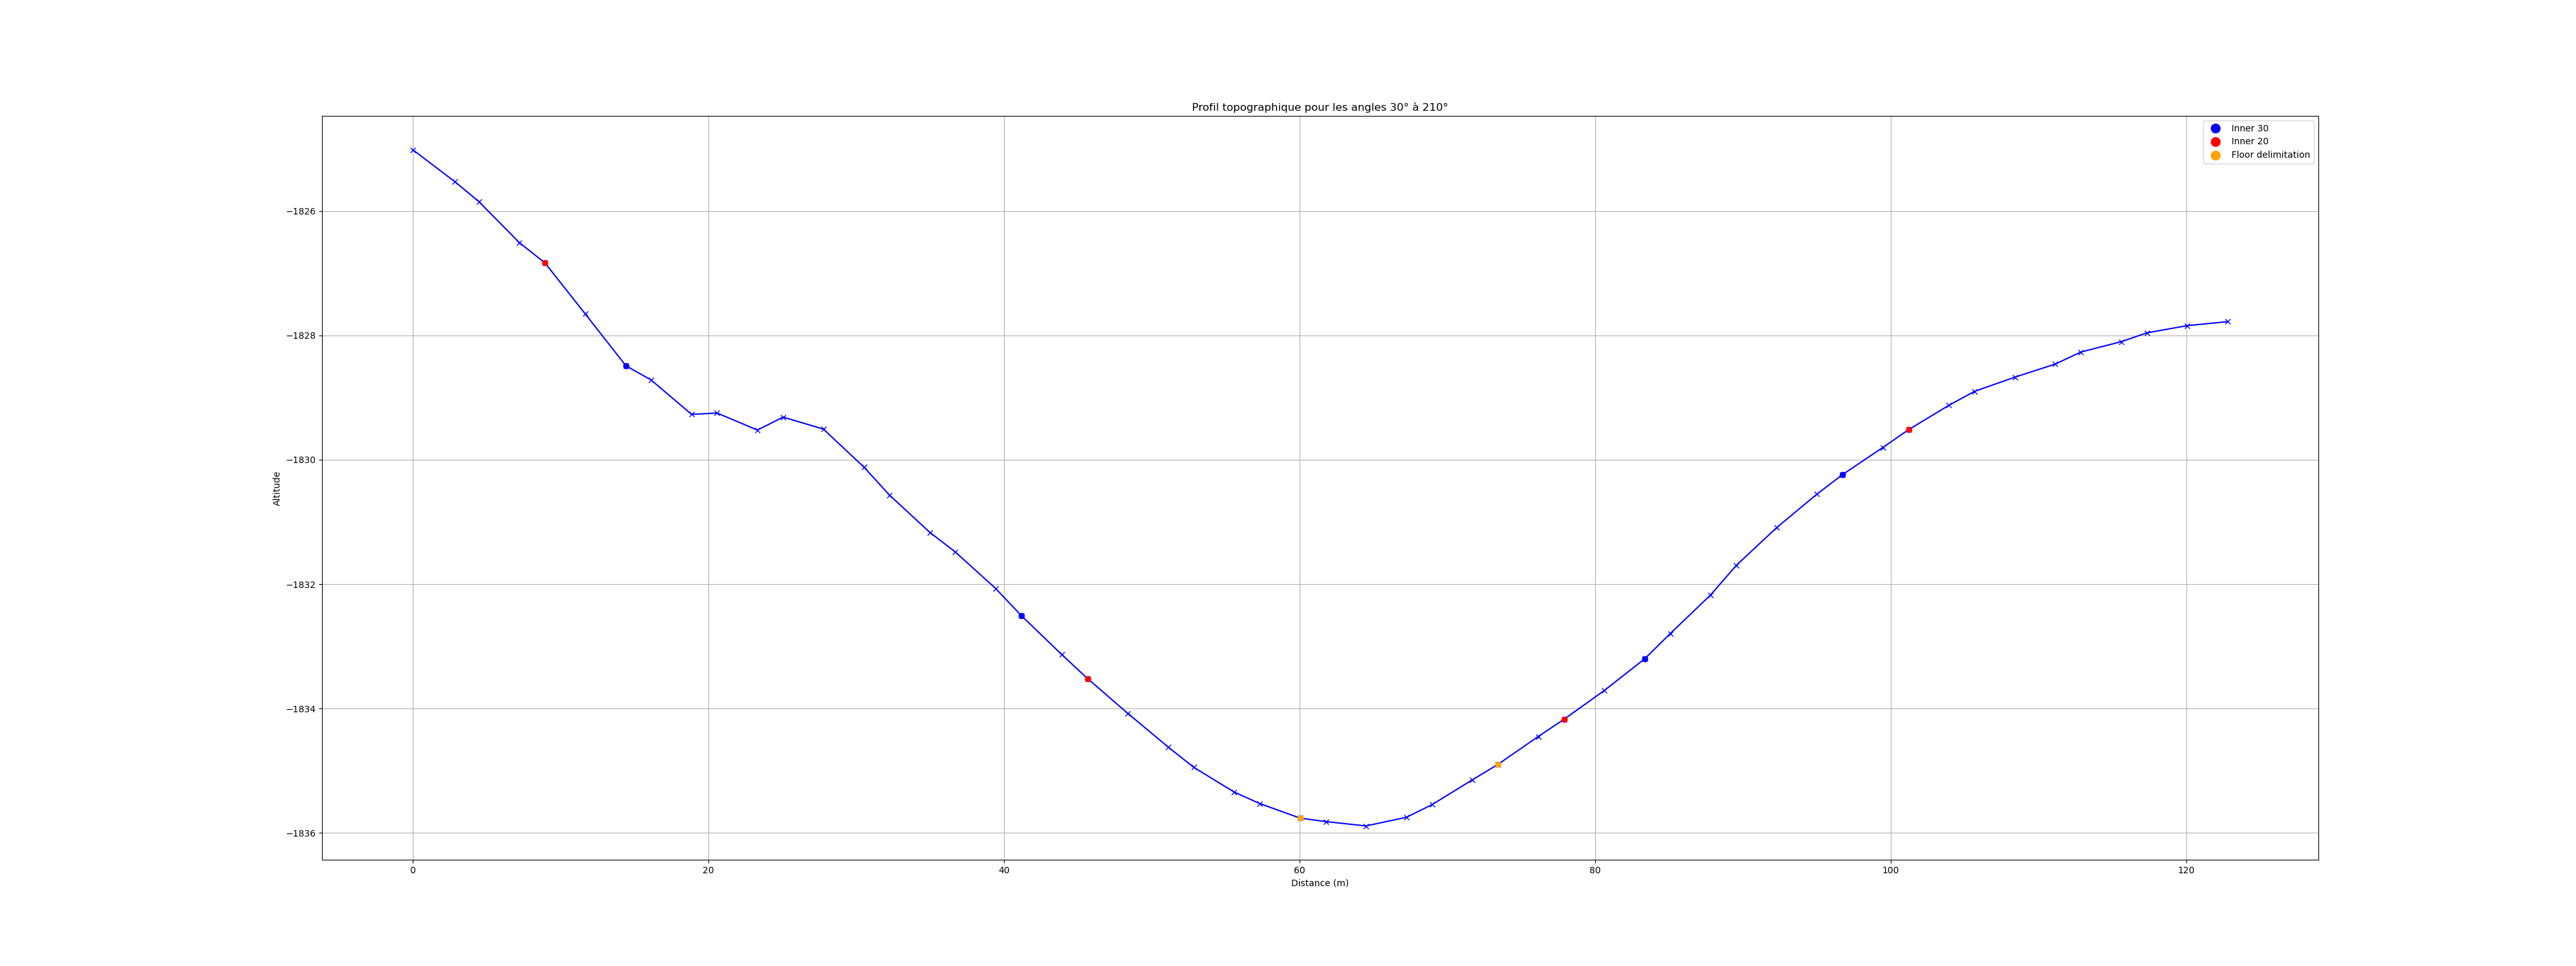 Profil topographique pour les angles 30° à 210°
Inner 30
Inner 20
Floor delimitation
−1826
−1828
−1830
−1832
−1834
−1836
Altitude
0 20 40 60 80 100 120
Distance (m)